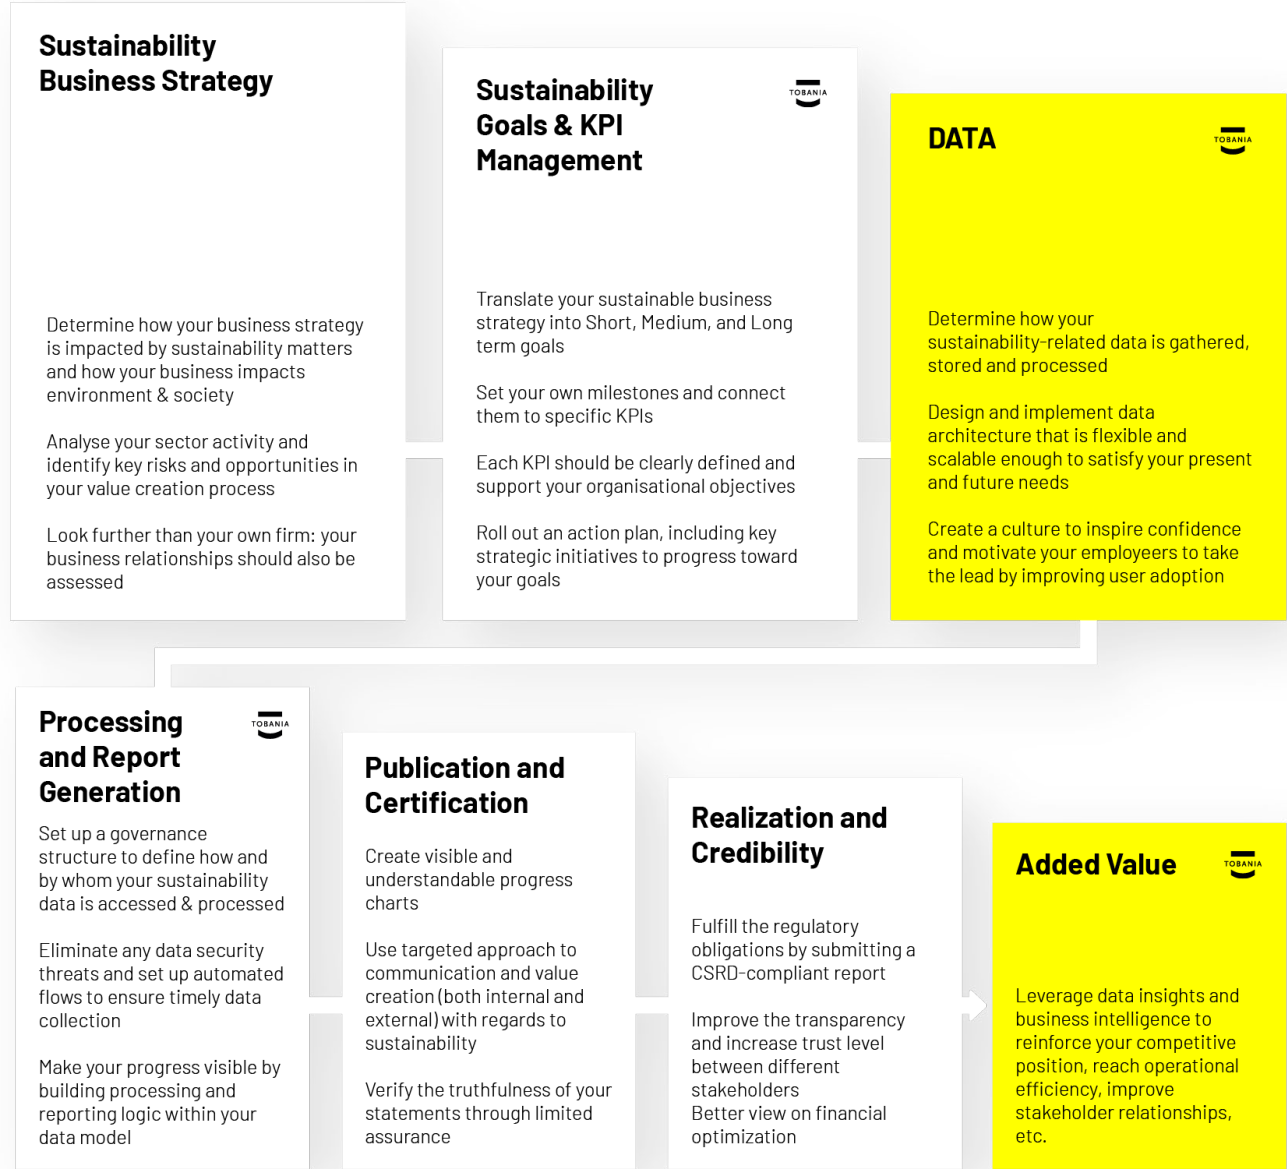 Sustainability
Business Strategy
Determine how your business strategy
is impacted by sustainability matters
and how your business impacts
environment & society
Analyse your sector activity and
identify key risks and opportunities in
your value creation process
Look further than your own firm: your
business relationships should also be
assessed
Sustainability
Goals & KPI
Management
TOBANIA
Translate your sustainable business
strategy into Short, Medium, and Long
term goals
Set your own milestones and connect
them to specific KPIs
Each KPI should be clearly defined and
support your organisational objectives
Roll out an action plan, including key
strategic initiatives to progress toward
your goals
DATA
TOBANIA
Determine how your
sustainability-related data is gathered,
stored and processed
Design and implement data
architecture that is flexible and
scalable enough to satisfy your present
and future needs
Create a culture to inspire confidence
and motivate your employeers to take
the lead by improving user adoption
Processing
and Report
Generation
TOBANIA
Set up a governance
structure to define how and
by whom your sustainability
data is accessed & processed
Eliminate any data security
threats and set up automated
flows to ensure timely data
collection
Make your progress visible by
building processing and
reporting logic within your
data model
Publication and
Certification
Create visible and
understandable progress
charts
Use targeted approach to
communication and value
creation (both internal and
external) with regards to
sustainability
Verify the truthfulness of your
statements through limited
assurance
Realization and
Credibility
Fulfill the regulatory
obligations by submitting a
CSRD-compliant report
Improve the transparency
and increase trust level
between different
stakeholders
Better view on financial
optimization
Added Value
TOBANIA
Leverage data insights and
business intelligence to
reinforce your competitive
position, reach operational
efficiency, improve
stakeholder relationships,
etc.